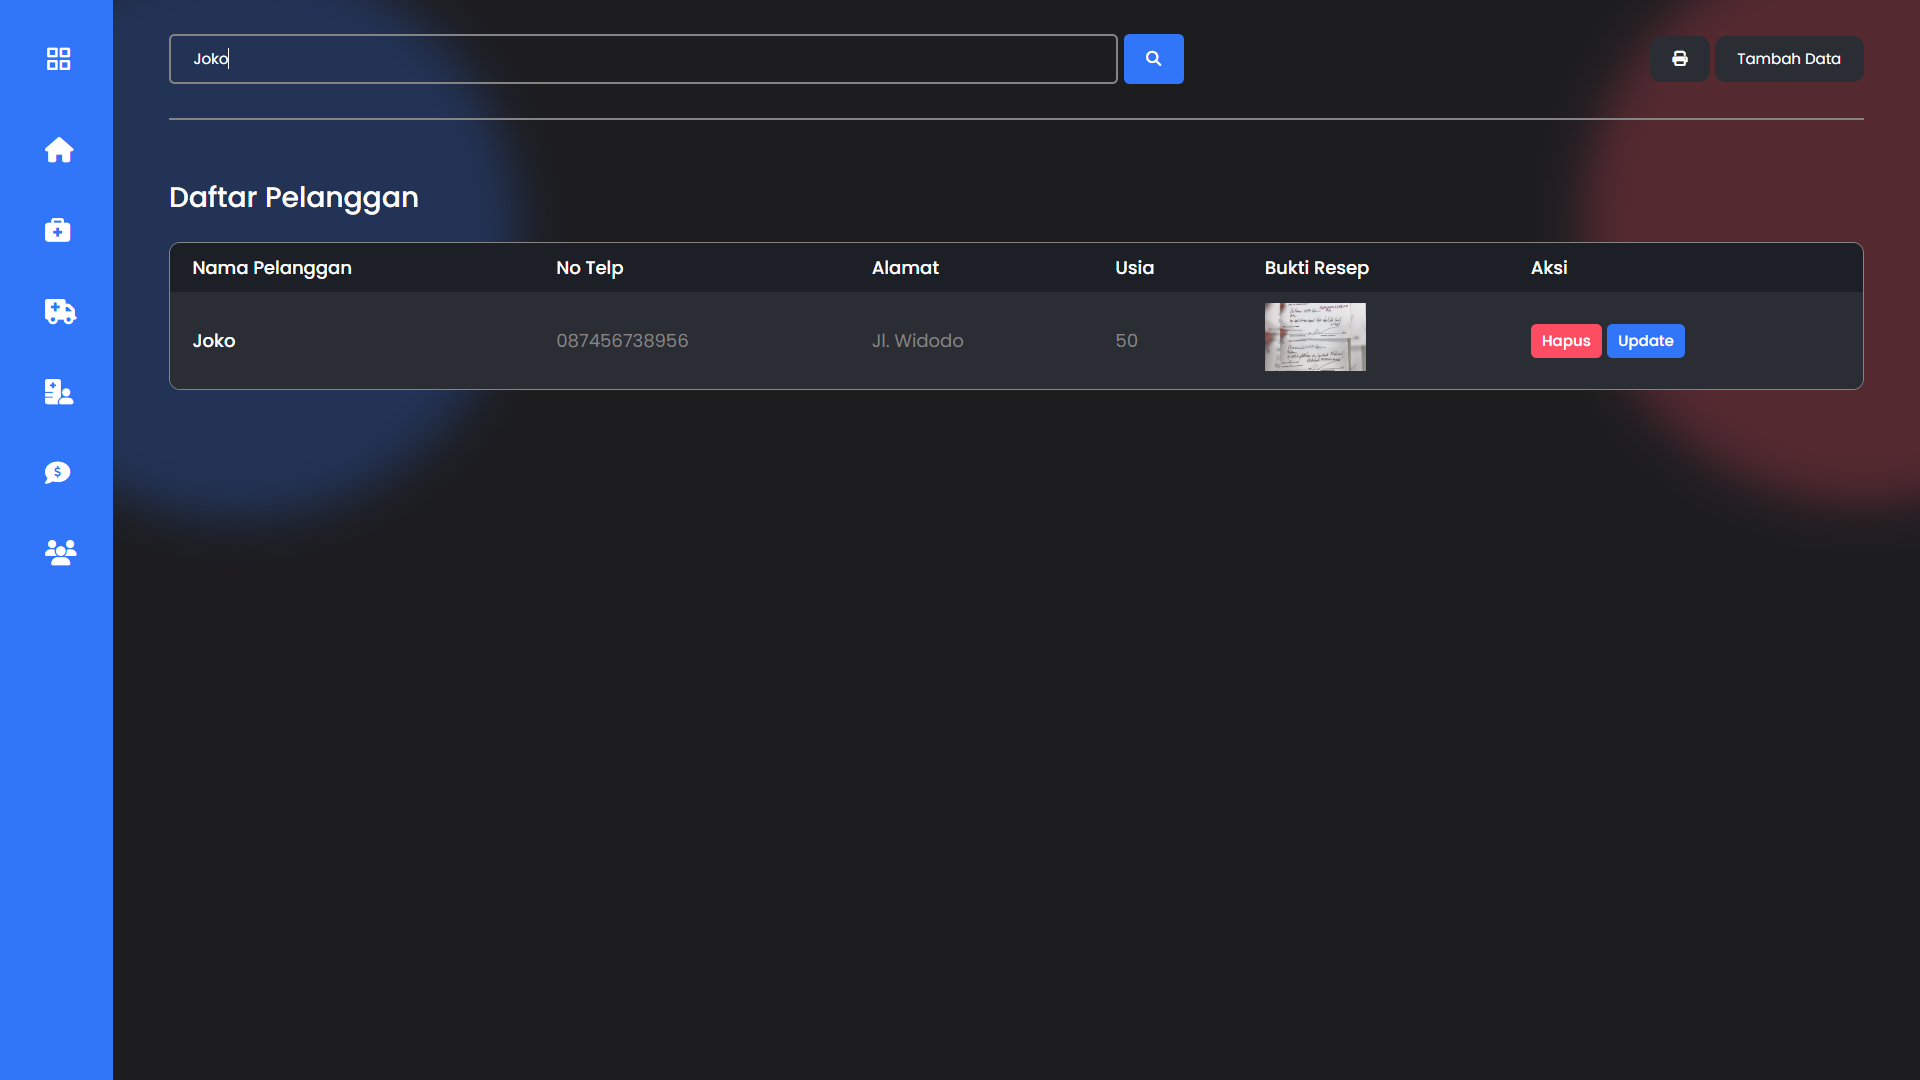 Joko
Tambah Data
Daftar Pelanggan
Nama Pelanggan No Telp Alamat Usia Bukti Resep Aksi
Joko 087456738956 Jl. Widodo 50 Hapus Update